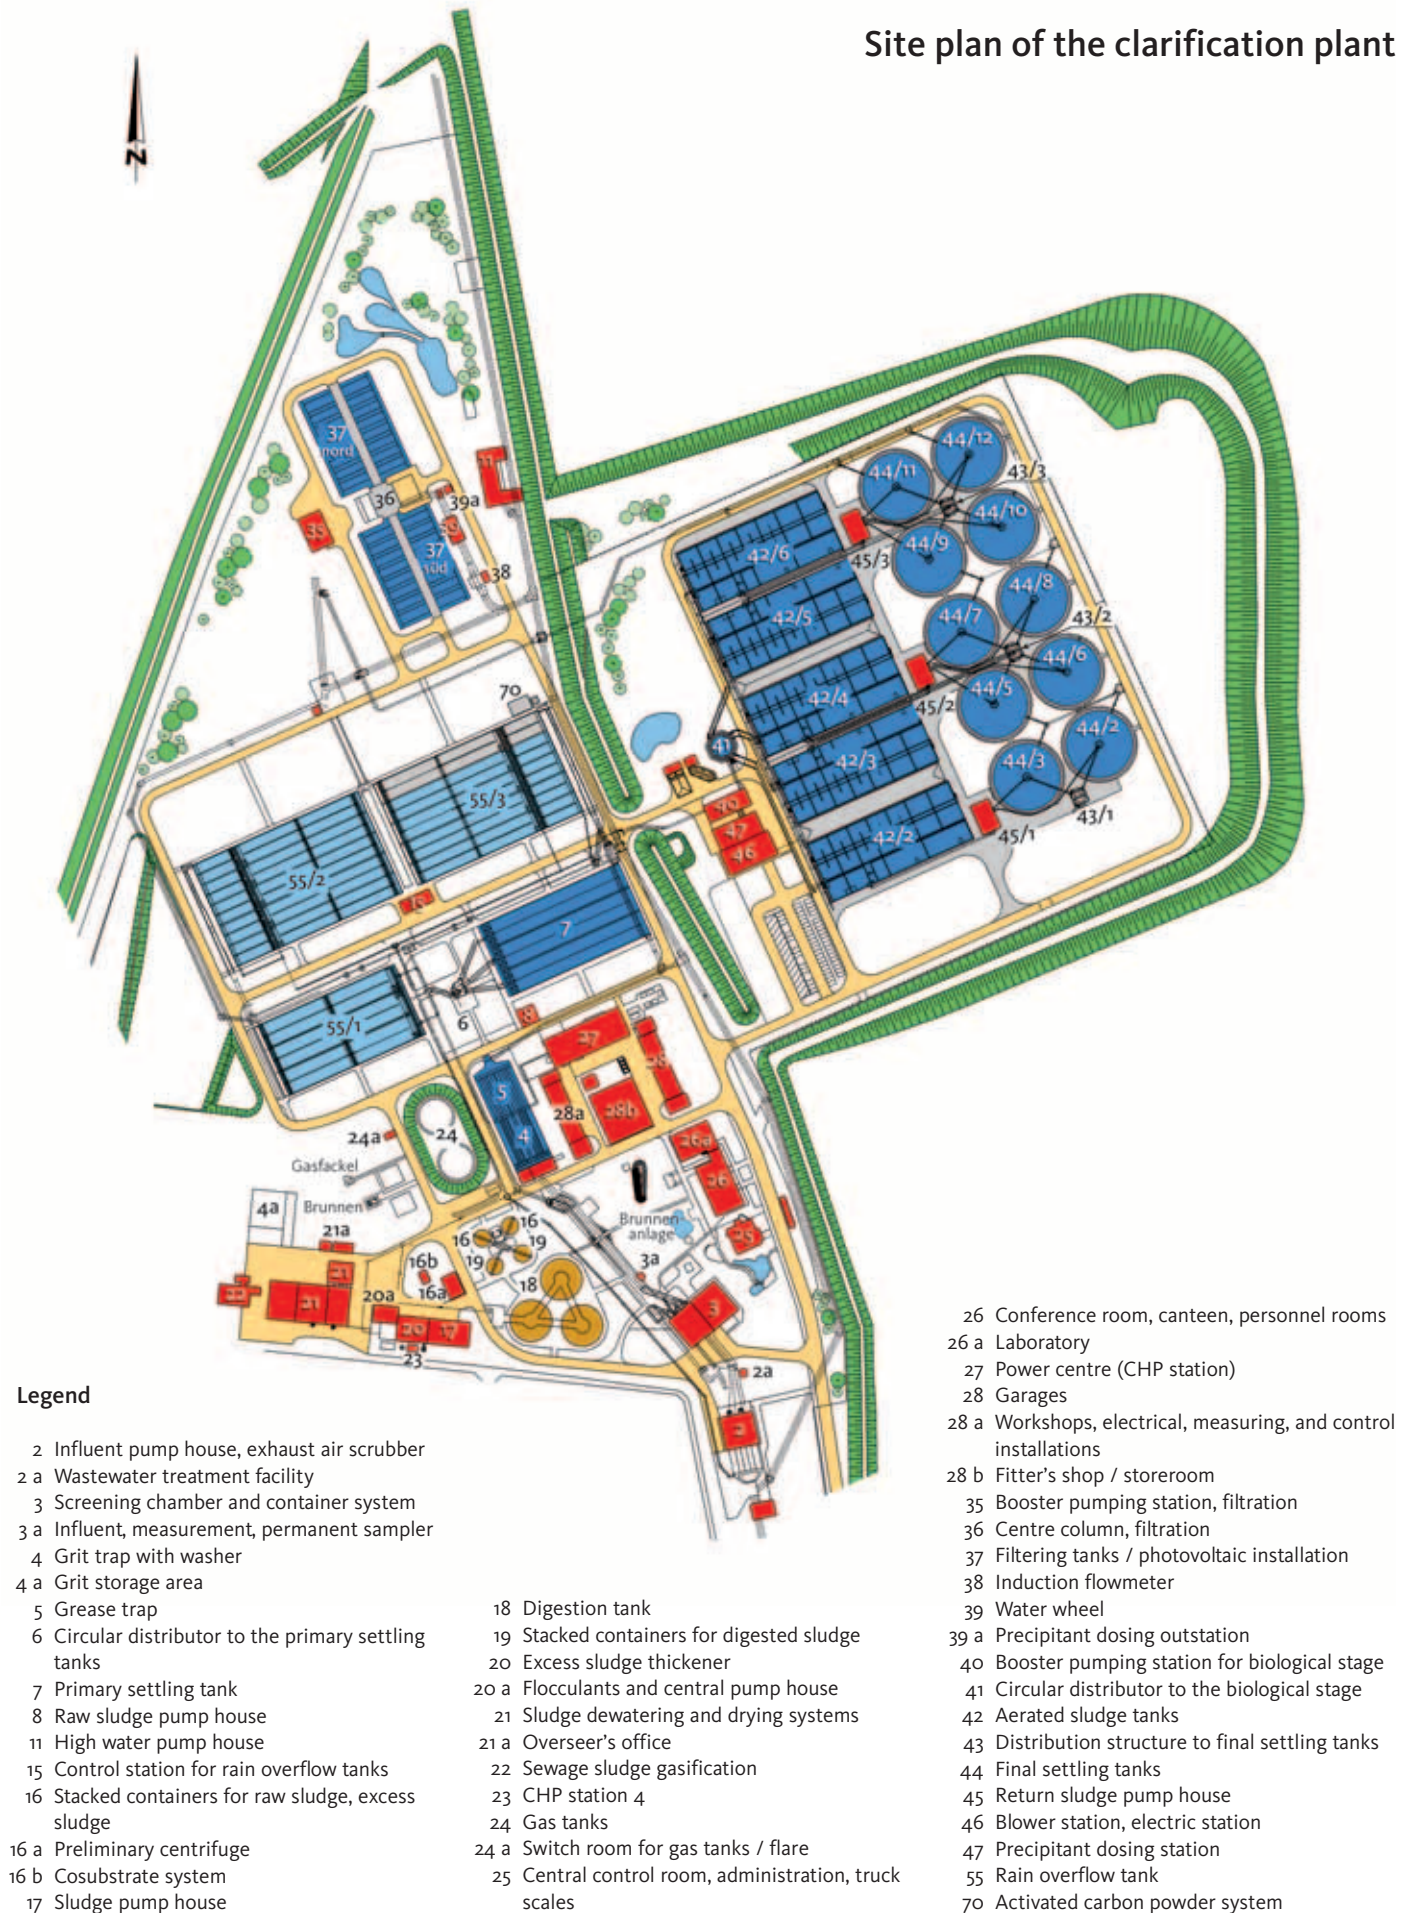 Site plan of the clarification plant
N
37
nord
36
39a
11
39
35
37
süd
38
70
55/3
55/2
15
7
6
8
55/1
5
4
27
28
28a
28b
24a
24
Gasfackel
Brunnen
4a
21a
22
21
21
20a
20
17
23
16b
16a
16
16
19
19
18
26a
26
25
Brunnen-
anlage
3a
3
2a
2
41
40
47
46
42/6
42/5
42/4
42/3
42/2
45/3
45/2
45/1
44/12
44/11
43/3
44/10
44/9
44/8
44/7
43/2
44/6
44/5
44/2
44/3
43/1
Legend
2 Influent pump house, exhaust air scrubber
2 a Wastewater treatment facility
3 Screening chamber and container system
3 a Influent, measurement, permanent sampler
4 Grit trap with washer
4 a Grit storage area
5 Grease trap
6 Circular distributor to the primary settling
tanks
7 Primary settling tank
8 Raw sludge pump house
11 High water pump house
15 Control station for rain overflow tanks
16 Stacked containers for raw sludge, excess
sludge
16 a Preliminary centrifuge
16 b Cosubstrate system
17 Sludge pump house
18 Digestion tank
19 Stacked containers for digested sludge
20 Excess sludge thickener
20 a Flocculants and central pump house
21 Sludge dewatering and drying systems
21 a Overseer's office
22 Sewage sludge gasification
23 CHP station 4
24 Gas tanks
24 a Switch room for gas tanks / flare
25 Central control room, administration, truck
scales
26 Conference room, canteen, personnel rooms
26 a Laboratory
27 Power centre (CHP station)
28 Garages
28 a Workshops, electrical, measuring, and control
installations
28 b Fitter's shop / storeroom
35 Booster pumping station, filtration
36 Centre column, filtration
37 Filtering tanks / photovoltaic installation
38 Induction flowmeter
39 Water wheel
39 a Precipitant dosing outstation
40 Booster pumping station for biological stage
41 Circular distributor to the biological stage
42 Aerated sludge tanks
43 Distribution structure to final settling tanks
44 Final settling tanks
45 Return sludge pump house
46 Blower station, electric station
47 Precipitant dosing station
55 Rain overflow tank
70 Activated carbon powder system